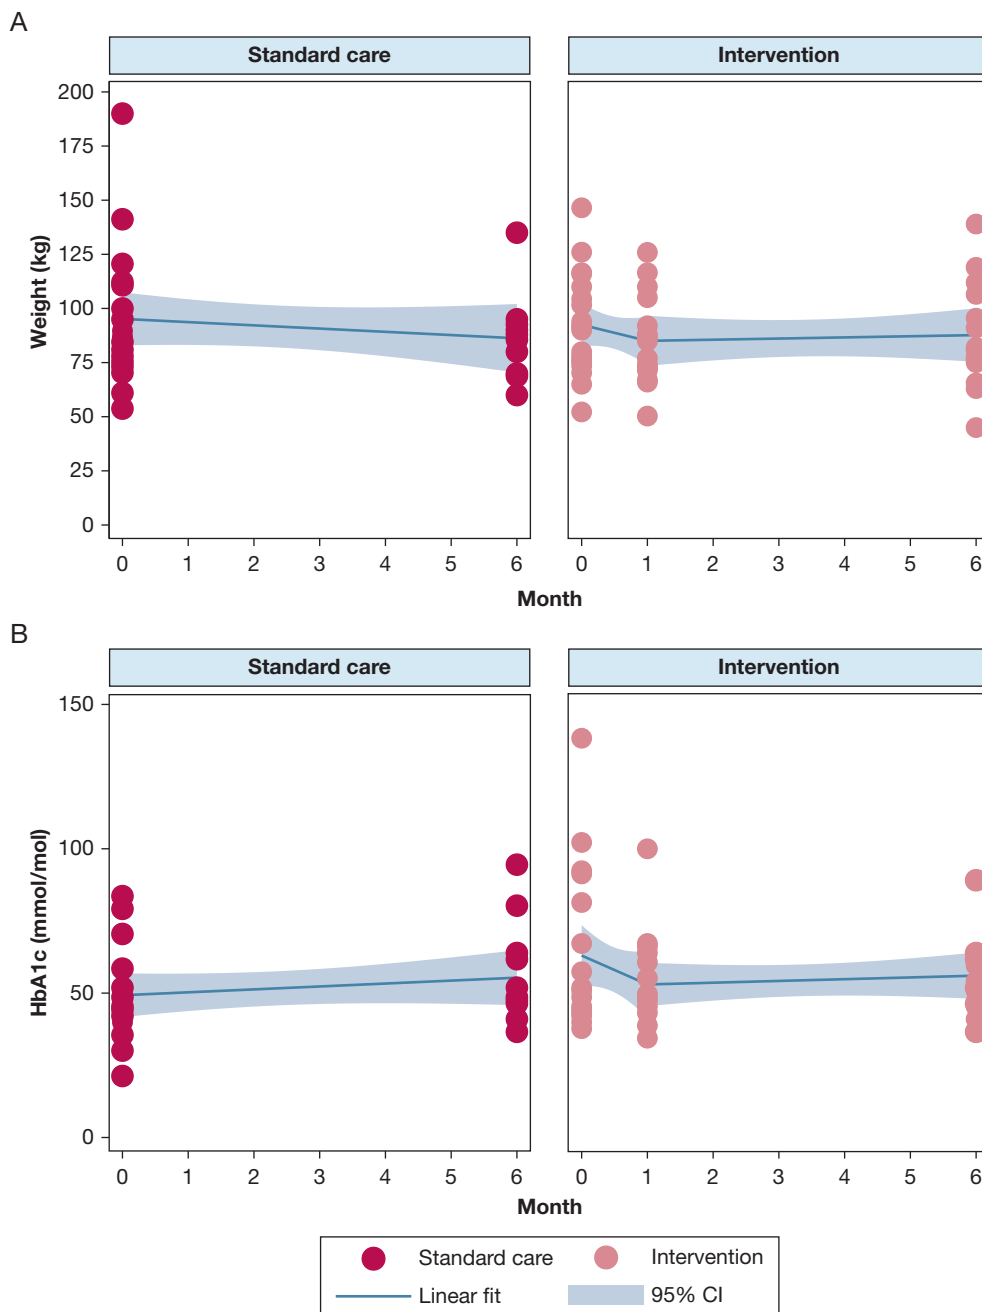 A
Standard care Intervention
200
175
150
125
100
75
50
25
0
Weight (kg)
0 1 2 3 4 5 6 0 1 2 3 4 5 6
Month
B
Standard care Intervention
150
100
50
0
HbA1c (mmol/mol)
0 1 2 3 4 5 6 0 1 2 3 4 5 6
Month
Standard care Intervention
Linear fit 95% CI